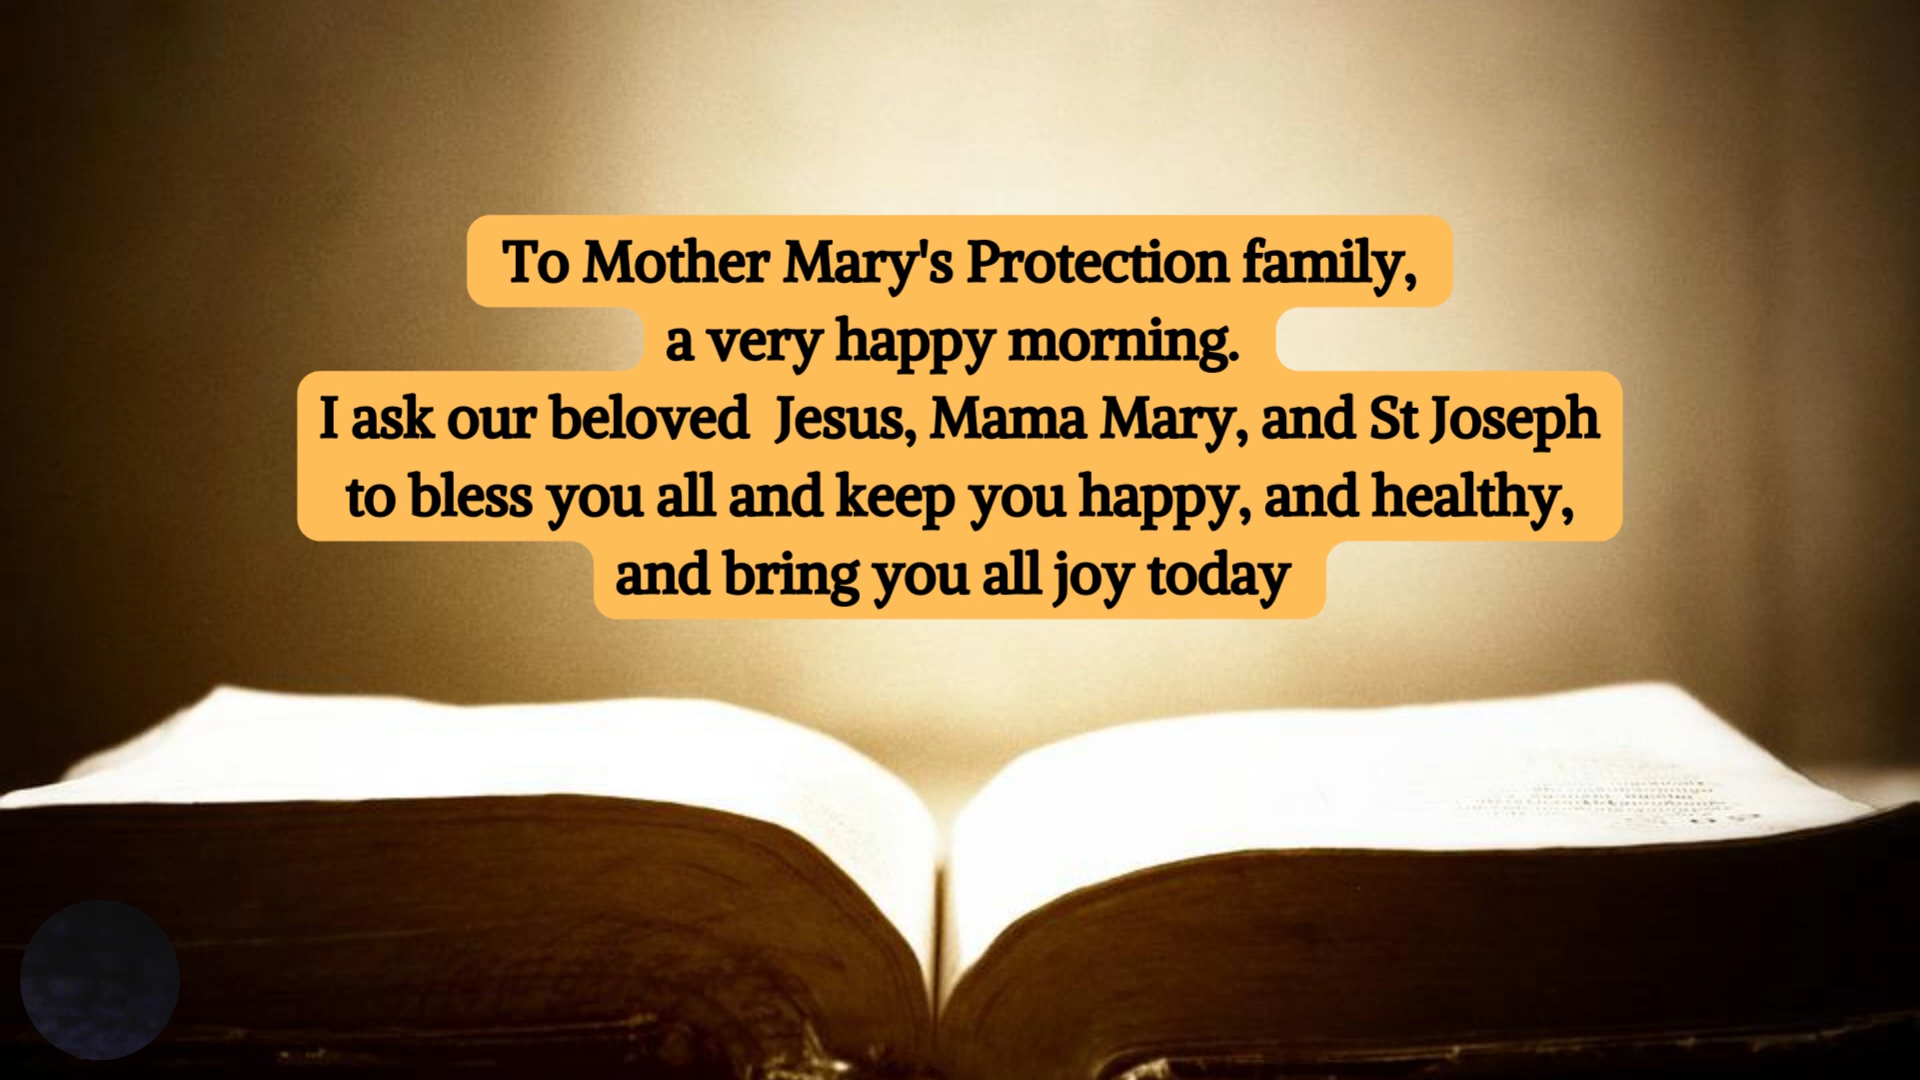 To Mother Mary's Protection family,
a very happy morning.
I ask our beloved  Jesus, Mama Mary, and St Joseph
to bless you all and keep you happy, and healthy,
and bring you all joy today